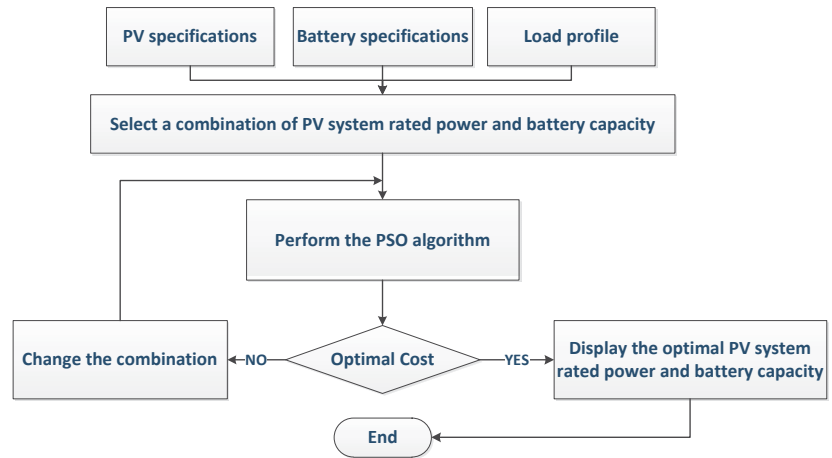 PV specifications
Battery specifications
Load profile
Select a combination of PV system rated power and battery capacity
Perform the PSO algorithm
Change the combination
NO
Optimal Cost
YES
Display the optimal PV system
rated power and battery capacity
End